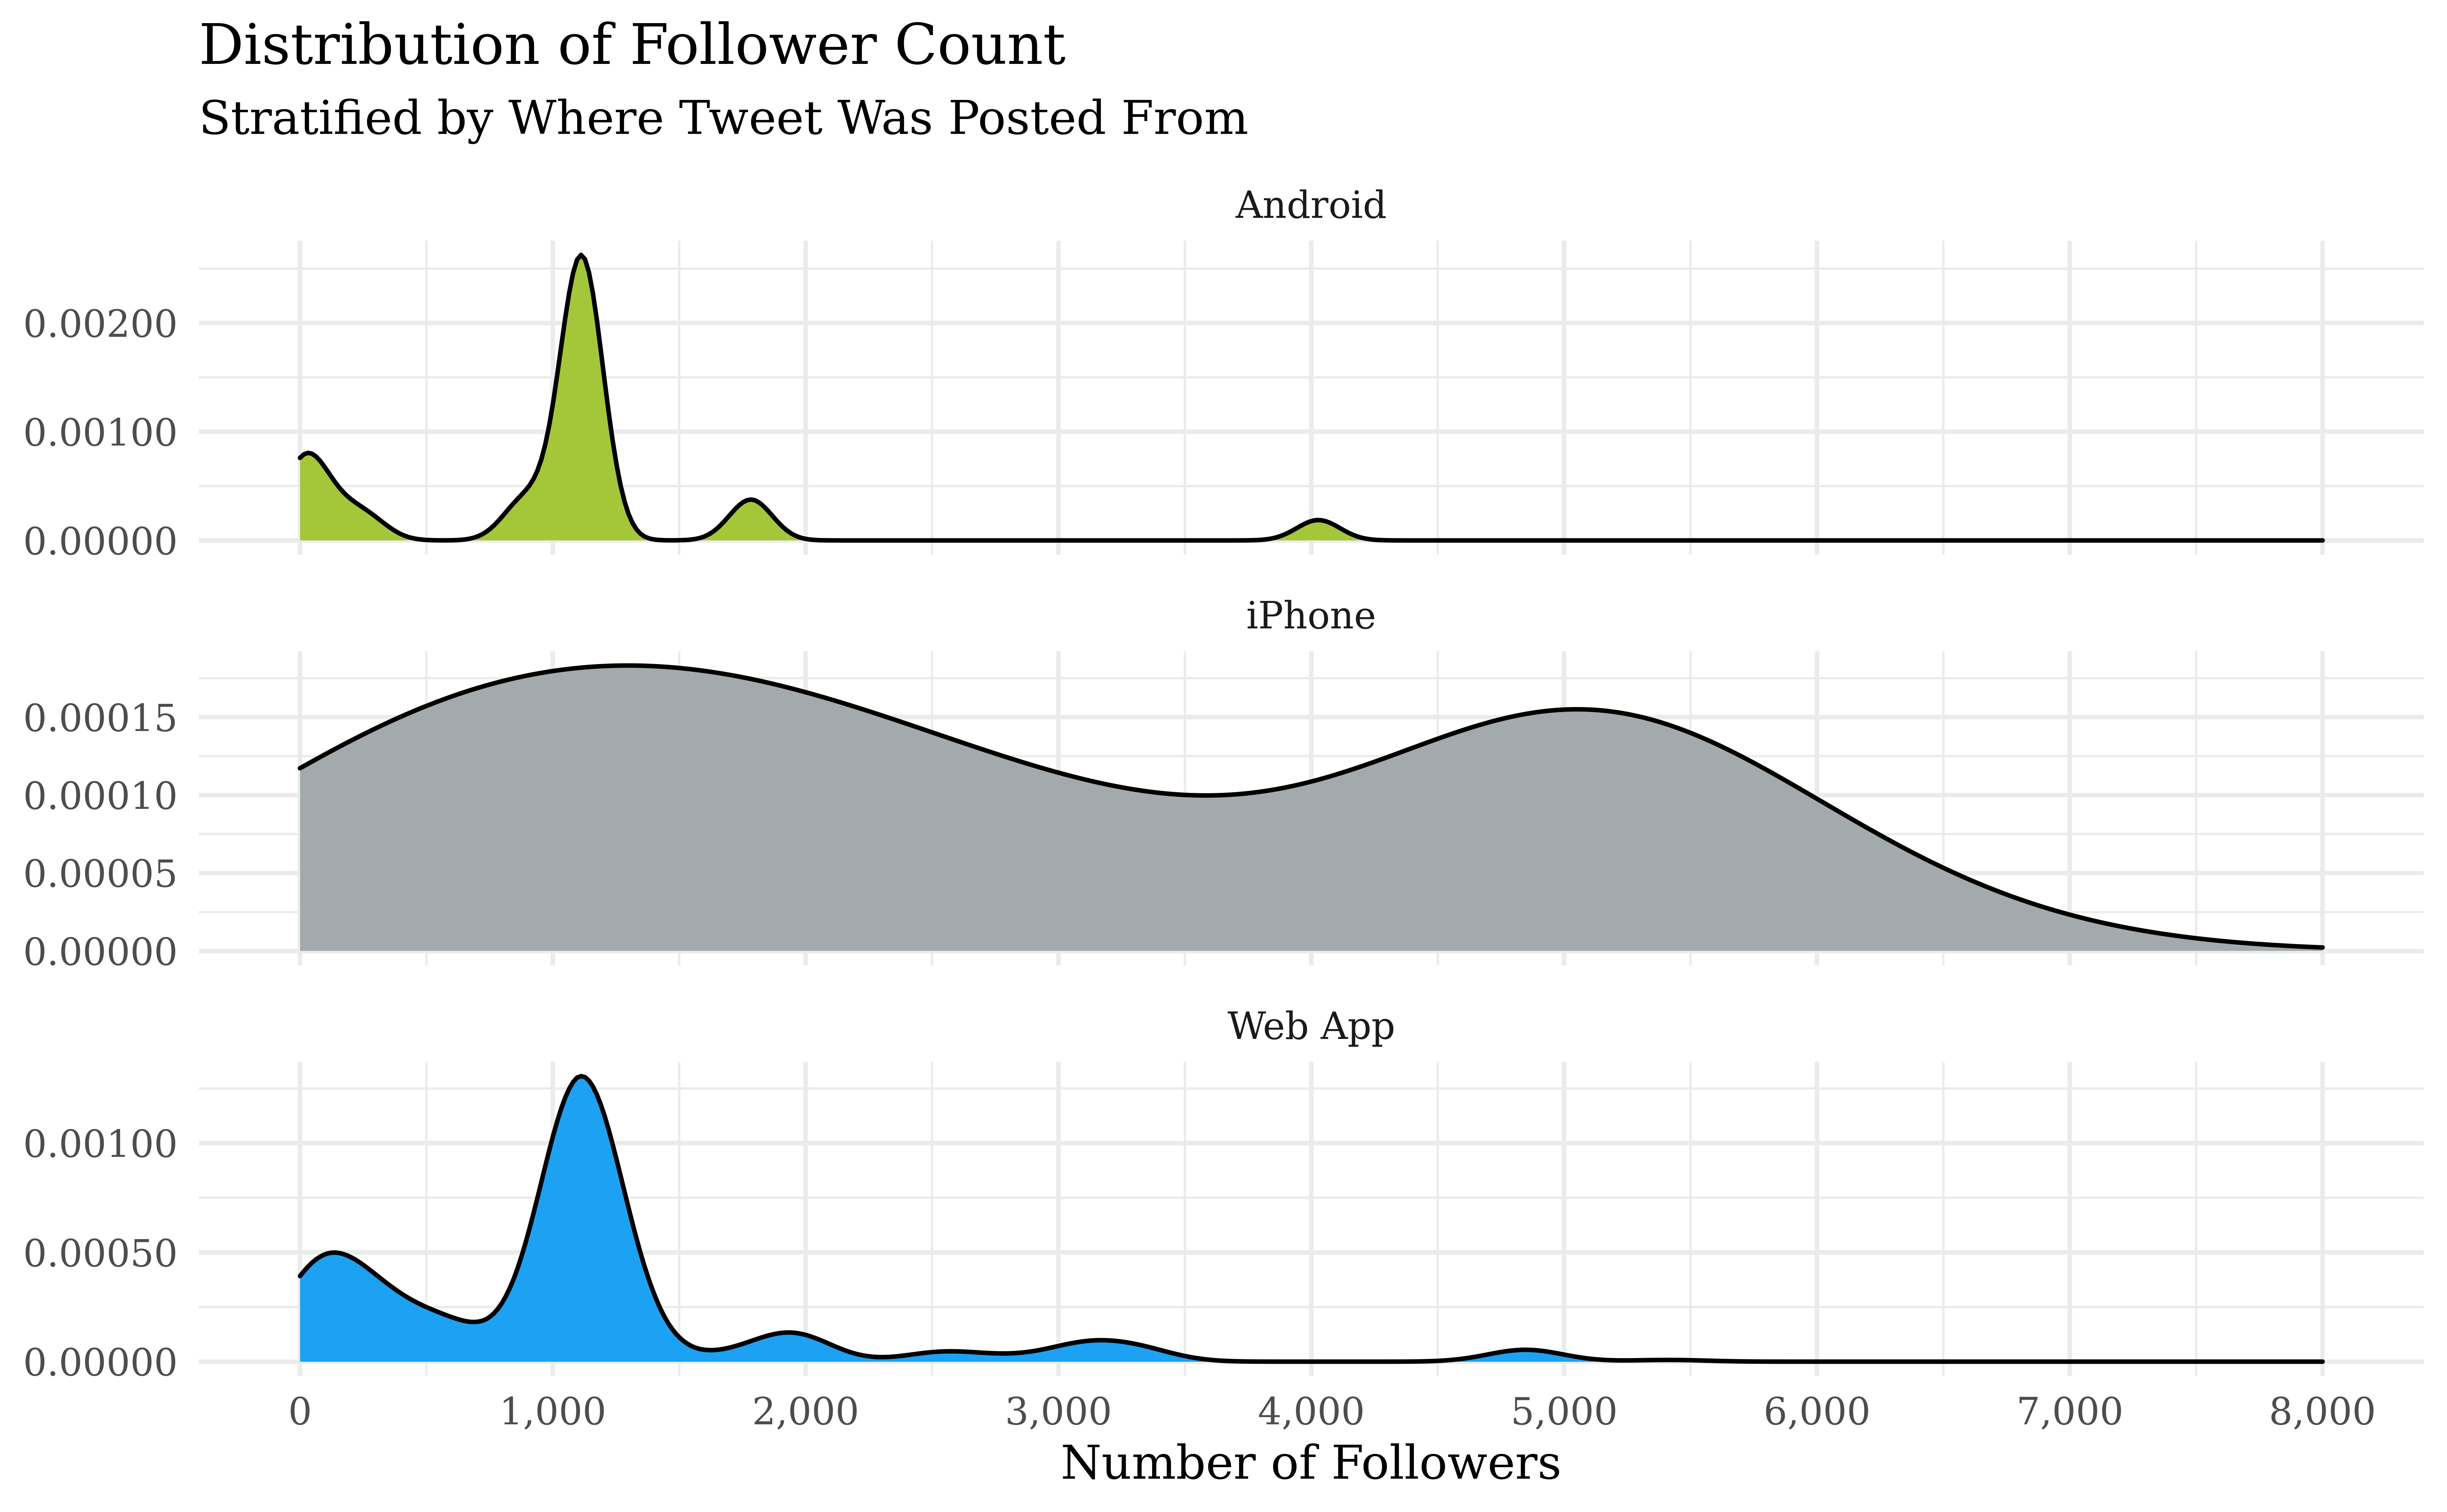 Distribution of Follower Count
Stratified by Where Tweet Was Posted From
Android
0.00200
0.00100
0.00000
iPhone
0.00015
0.00010
0.00005
0.00000
Web App
0.00100
0.00050
0.00000
0 1,000 2,000 3,000 4,000 5,000 6,000 7,000 8,000
Number of Followers